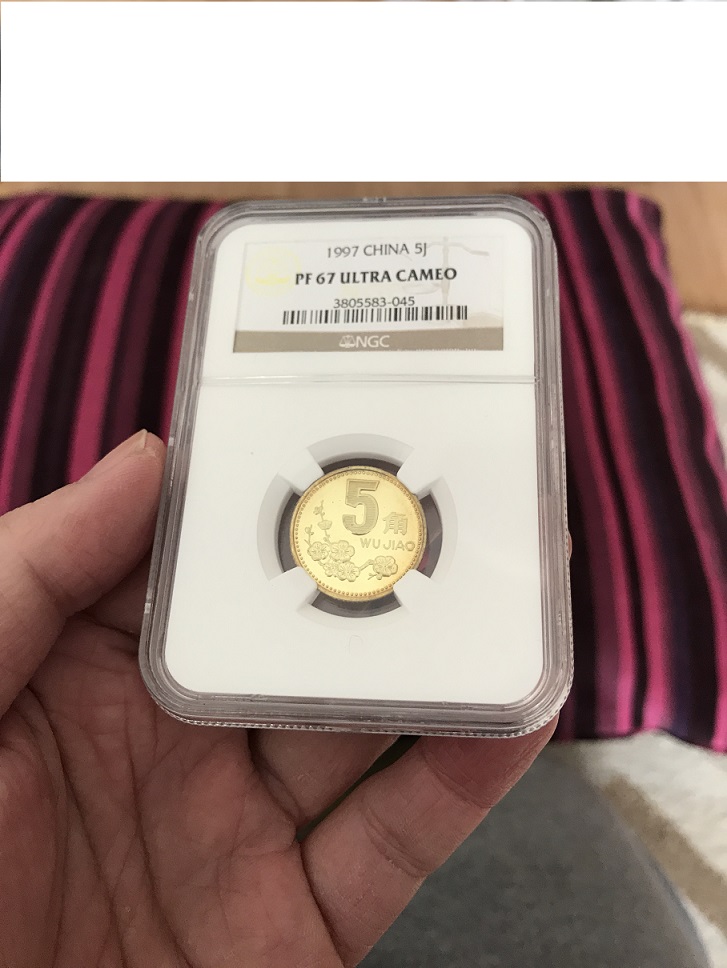 1997 CHINA 5J
PF 67 ULTRA CAMEO
3805583-045
NGC
5角
WU JIAO